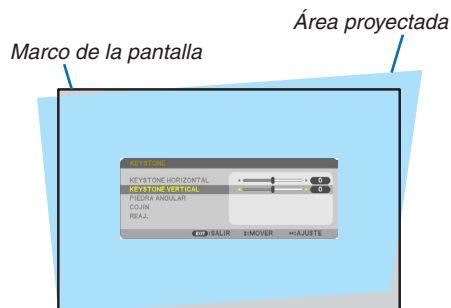 Área proyectada
Marco de la pantalla
KEYSTONE
KEYSTONE HORIZONTAL 0
KEYSTONE VERTICAL 0
PIEDRA ANGULAR
COJÍN
REAJ.
EXIT:SALIR ↕:MOVER ↔:AJUSTE